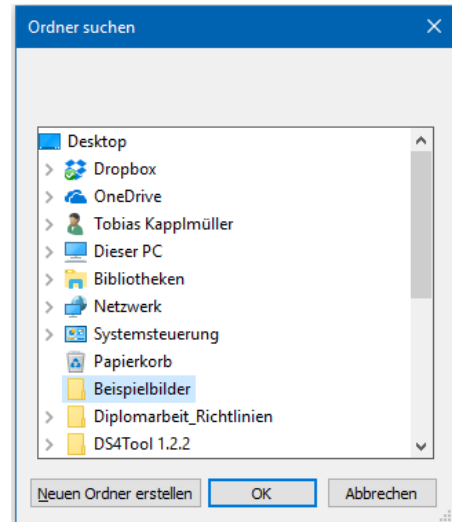 Ordner suchen
Desktop
Dropbox
OneDrive
Tobias Kapplmüller
Dieser PC
Bibliotheken
Netzwerk
Systemsteuerung
Papierkorb
Beispielbilder
Diplomarbeit_Richtlinien
DS4Tool 1.2.2
Neuen Ordner erstellen OK Abbrechen